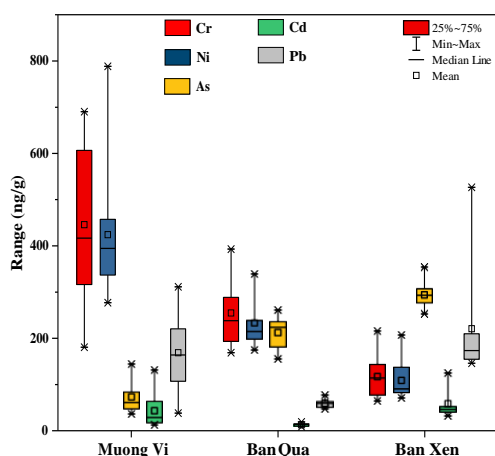 Cr
Ni
As
Cd
Pb
25%~75%
Min~Max
Median Line
Mean
Range (ng/g)
800
600
400
200
0
Muong Vi
Ban Qua
Ban Xen